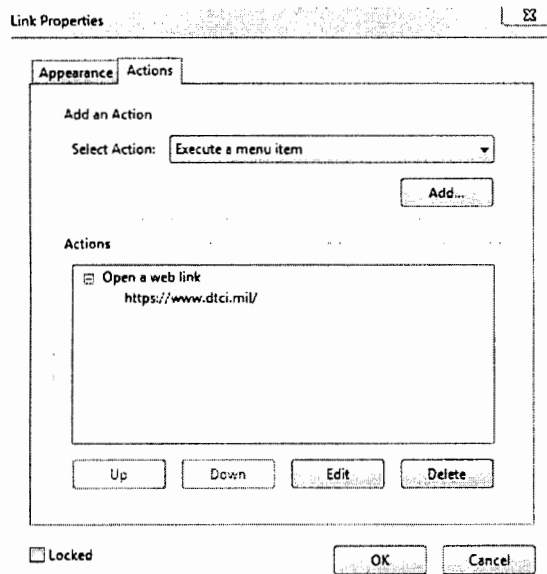 Link Properties
Appearance
Actions
Add an Action
Select Action: Execute a menu item
Add...
Actions
Open a web link
https://www.dtci.mil/
Up
Down
Edit
Delete
Locked
OK
Cancel